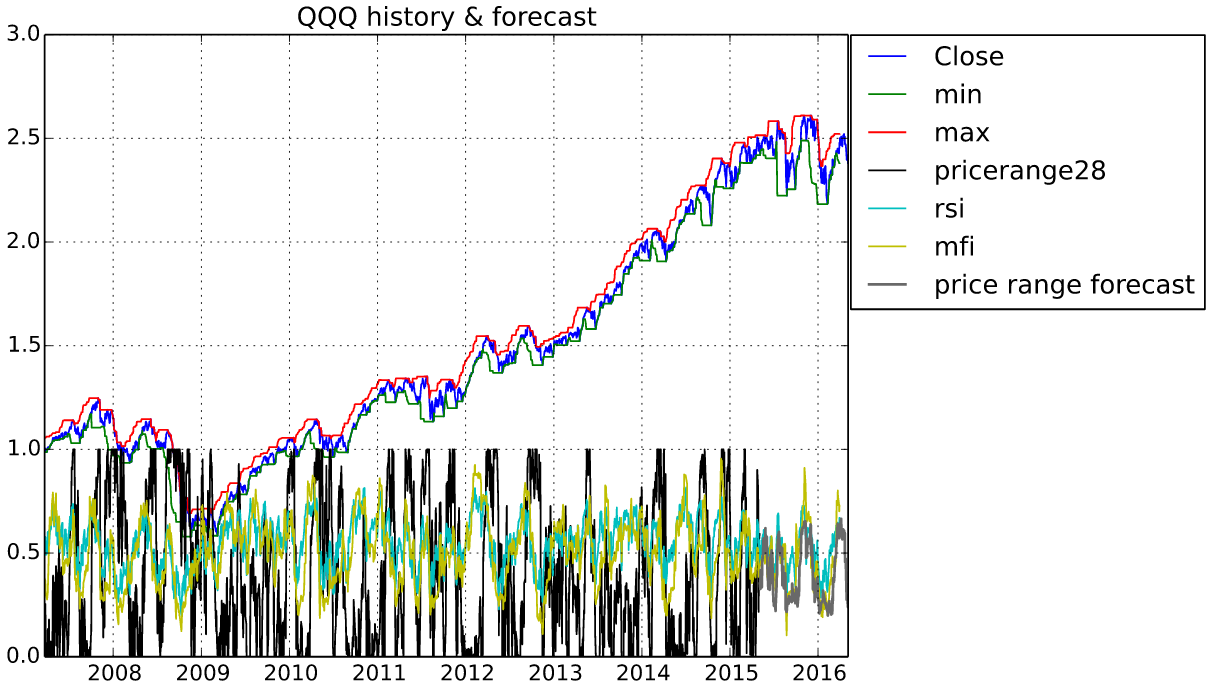 QQQ history & forecast
3.0
2.5
2.0
1.5
1.0
0.5
0.0
2008 2009 2010 2011 2012 2013 2014 2015 2016
Close
min
max
pricerange28
rsi
mfi
price range forecast